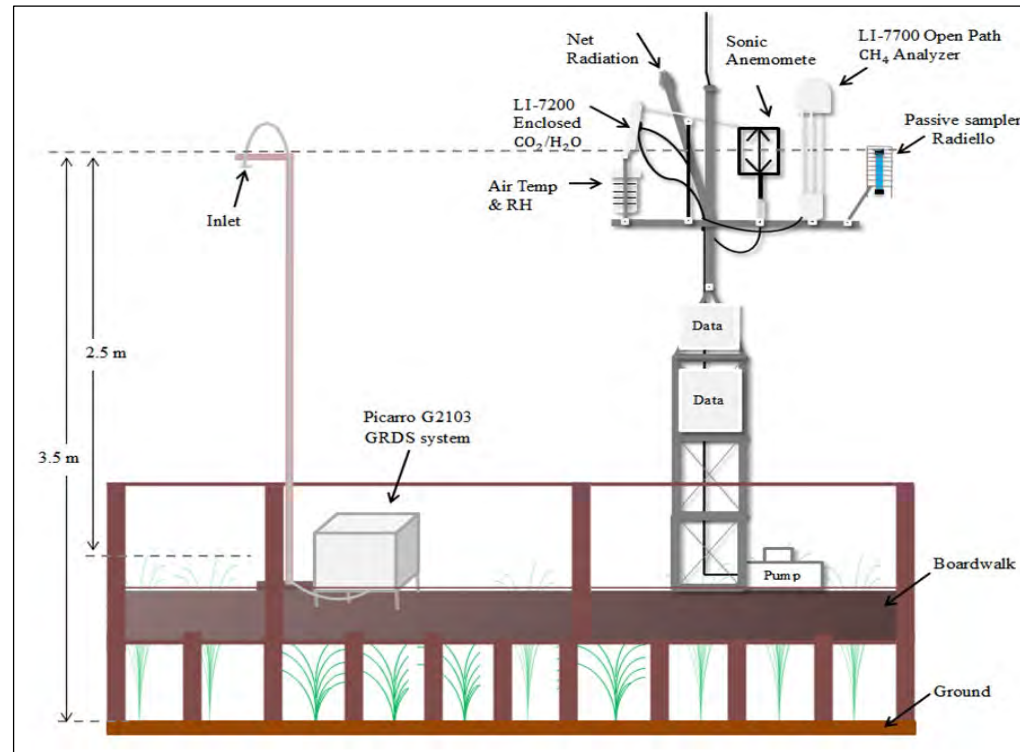 Net
Radiation
Sonic
Anemomete
LI-7700 Open Path
CH₄ Analyzer
LI-7200
Enclosed
CO₂/H₂O
Passive sampler
Radiello
Air Temp
& RH
Inlet
Data
2.5 m
Data
Picarro G2103
GRDS system
3.5 m
Pump
Boardwalk
Ground